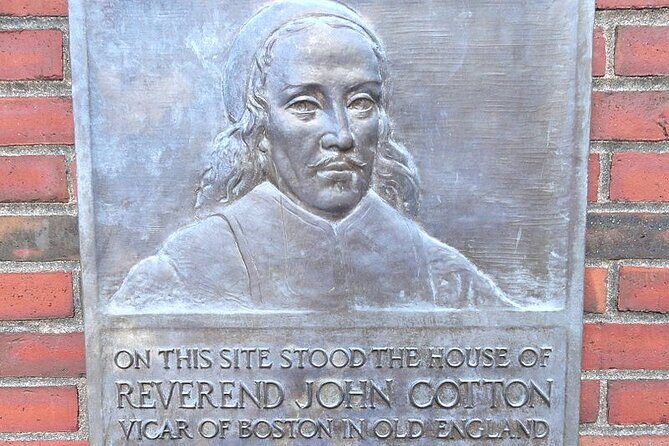 ON THIS SITE STOOD THE HOUSE OF
REVEREND JOHN COTTON
VICAR OF BOSTON IN OLD ENGLAND